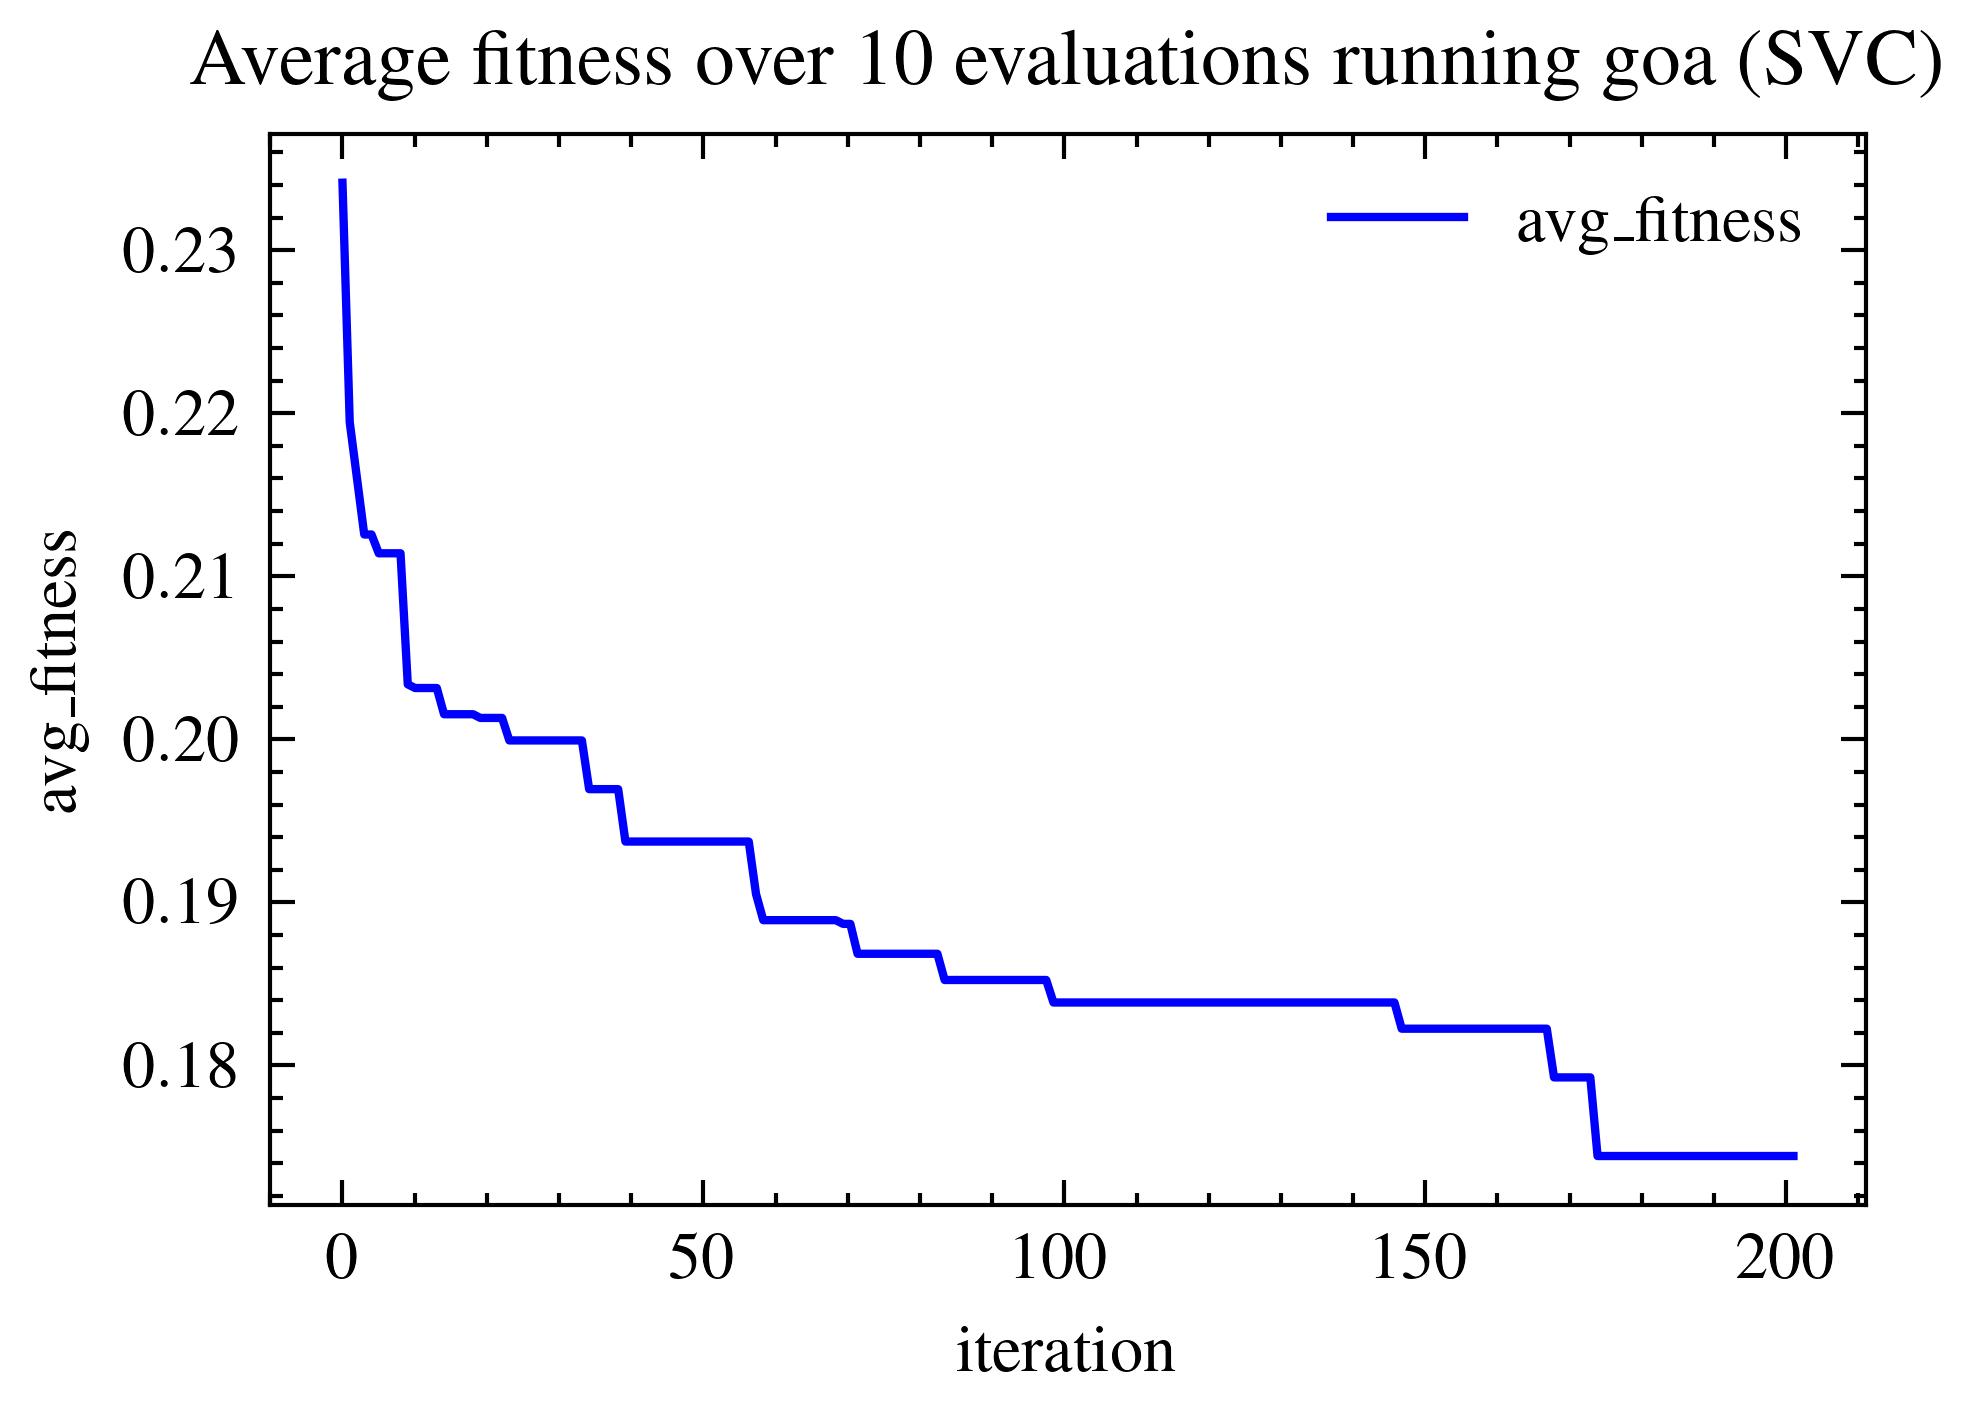 Average fitness over 10 evaluations running goa (SVC)
avg_fitness
0.23
0.22
0.21
0.20
0.19
0.18
avg_fitness
0 50 100 150 200
iteration